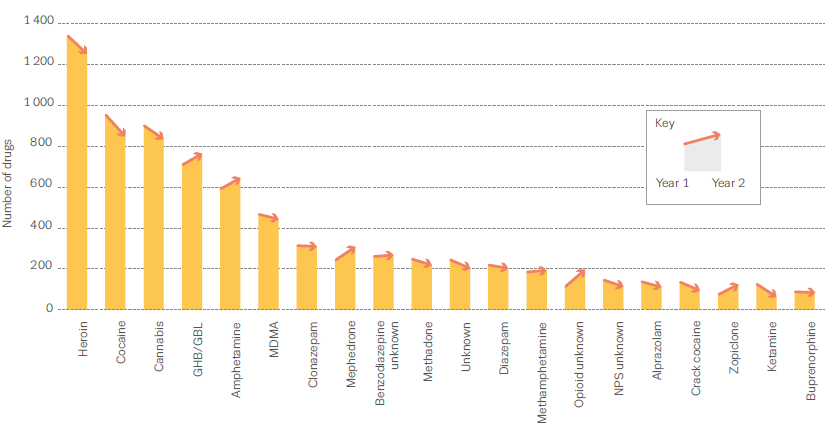 1 400
1 200
1 000
800
600
400
200
0
Number of drugs
Key
Year 1 Year 2
Heroin
Cocaine
Cannabis
GHB/GBL
Amphetamine
MDMA
Clonazepam
Mephedrone
Benzodiazepine
unknown
Methadone
Unknown
Diazepam
Methamphetamine
Opioid unknown
NPS unknown
Alprazolam
Crack cocaine
Zopiclone
Ketamine
Buprenorphine